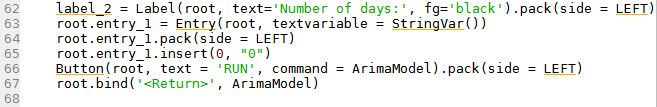 62 label_2 = Label(root, text='Number of days:', fg='black').pack(side = LEFT)
63 root.entry_1 = Entry(root, textvariable = StringVar())
64 root.entry_1.pack(side = LEFT)
65 root.entry_1.insert(0, "0")
66 Button(root, text = 'RUN', command = ArimaModel).pack(side = LEFT)
67 root.bind('<Return>', ArimaModel)
68